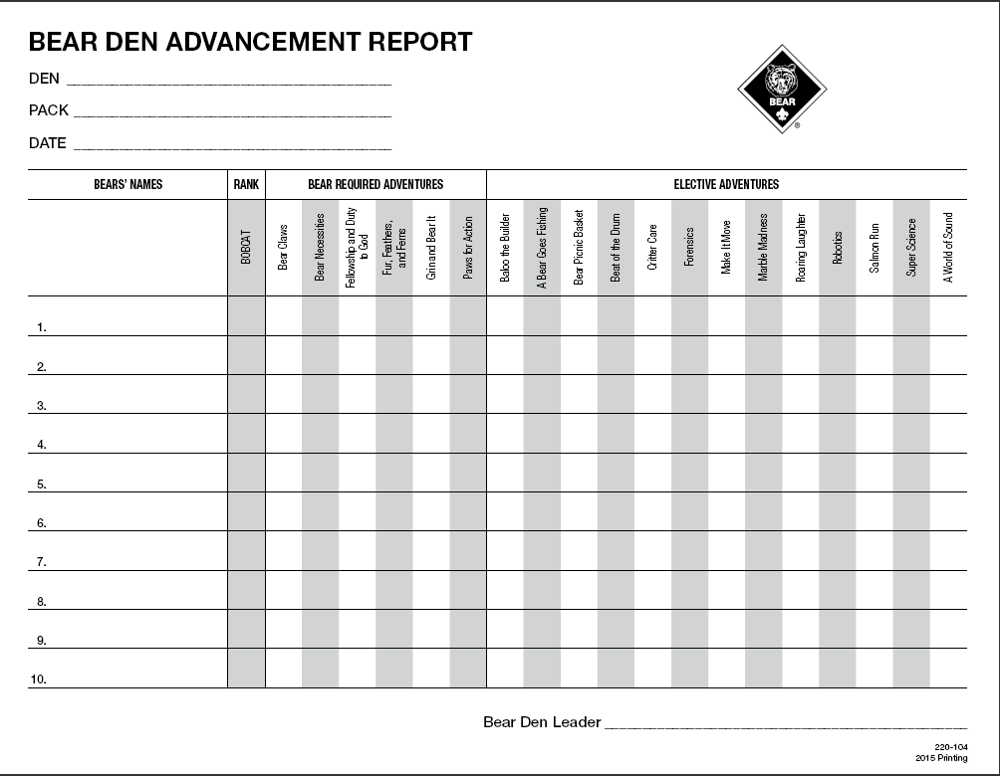 BEAR DEN ADVANCEMENT REPORT
DEN
PACK
DATE
BEAR
®
BEARS' NAMES RANK BEAR REQUIRED ADVENTURES ELECTIVE ADVENTURES
BOBCAT
Bear Claws
Bear Necessities
Fellowship and Duty
to God
Fur, Feathers,
and Ferns
Grin and Bear It
Paws for Action
Baloo the Builder
A Bear Goes Fishing
Bear Picnic Basket
Beat of the Drum
Critter Care
Forensics
Make It Move
Marble Madness
Roaring Laughter
Robotics
Salmon Run
Super Science
A World of Sound
1.
2.
3.
4.
5.
6.
7.
8.
9.
10.
Bear Den Leader
220-104
2015 Printing